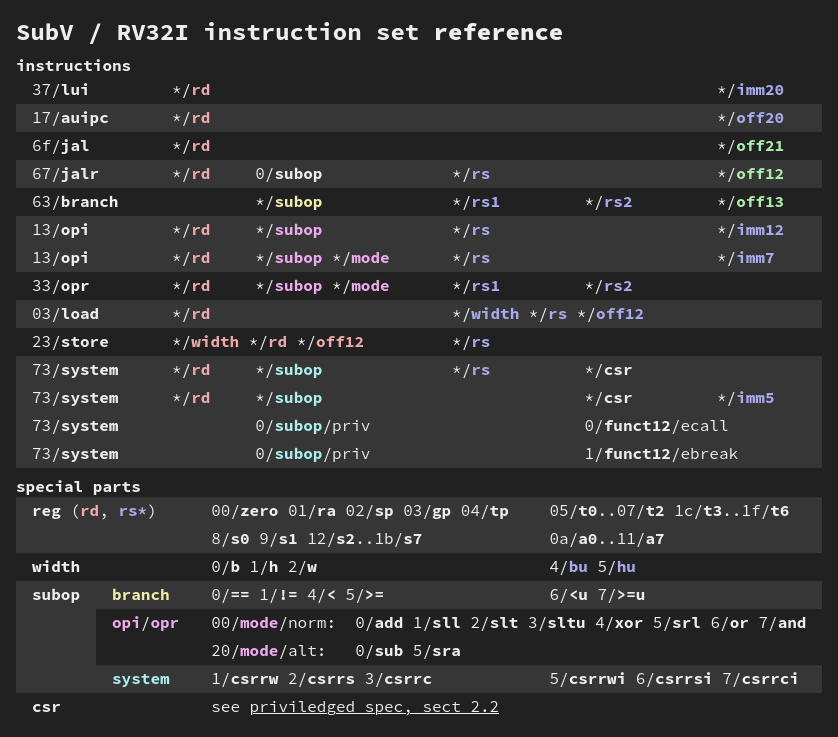 SubV / RV32I instruction set reference
instructions
37/lui */rd */imm20
17/auipc */rd */off20
6f/jal */rd */off21
67/jalr */rd 0/subop */rs */off12
63/branch */subop */rs1 */rs2 */off13
13/opi */rd */subop */rs */imm12
13/opi */rd */subop */mode */rs */imm7
33/opr */rd */subop */mode */rs1 */rs2
03/load */rd */width */rs */off12
23/store */width */rd */off12 */rs
73/system */rd */subop */rs */csr
73/system */rd */subop */csr */imm5
73/system 0/subop/priv 0/funct12/ecall
73/system 0/subop/priv 1/funct12/ebreak
special parts
reg (rd, rs*) 00/zero 01/ra 02/sp 03/gp 04/tp 05/t0..07/t2 1c/t3..1f/t6
8/s0 9/s1 12/s2..1b/s7 0a/a0..11/a7
width 0/b 1/h 2/w 4/bu 5/hu
subop branch 0/== 1/!= 4/< 5/>= 6/<u 7/>=u
opi/opr 00/mode/norm: 0/add 1/sll 2/slt 3/sltu 4/xor 5/srl 6/or 7/and
20/mode/alt: 0/sub 5/sra
system 1/csrrw 2/csrrs 3/csrrc 5/csrrwi 6/csrrsi 7/csrrci
csr see priviledged spec, sect 2.2